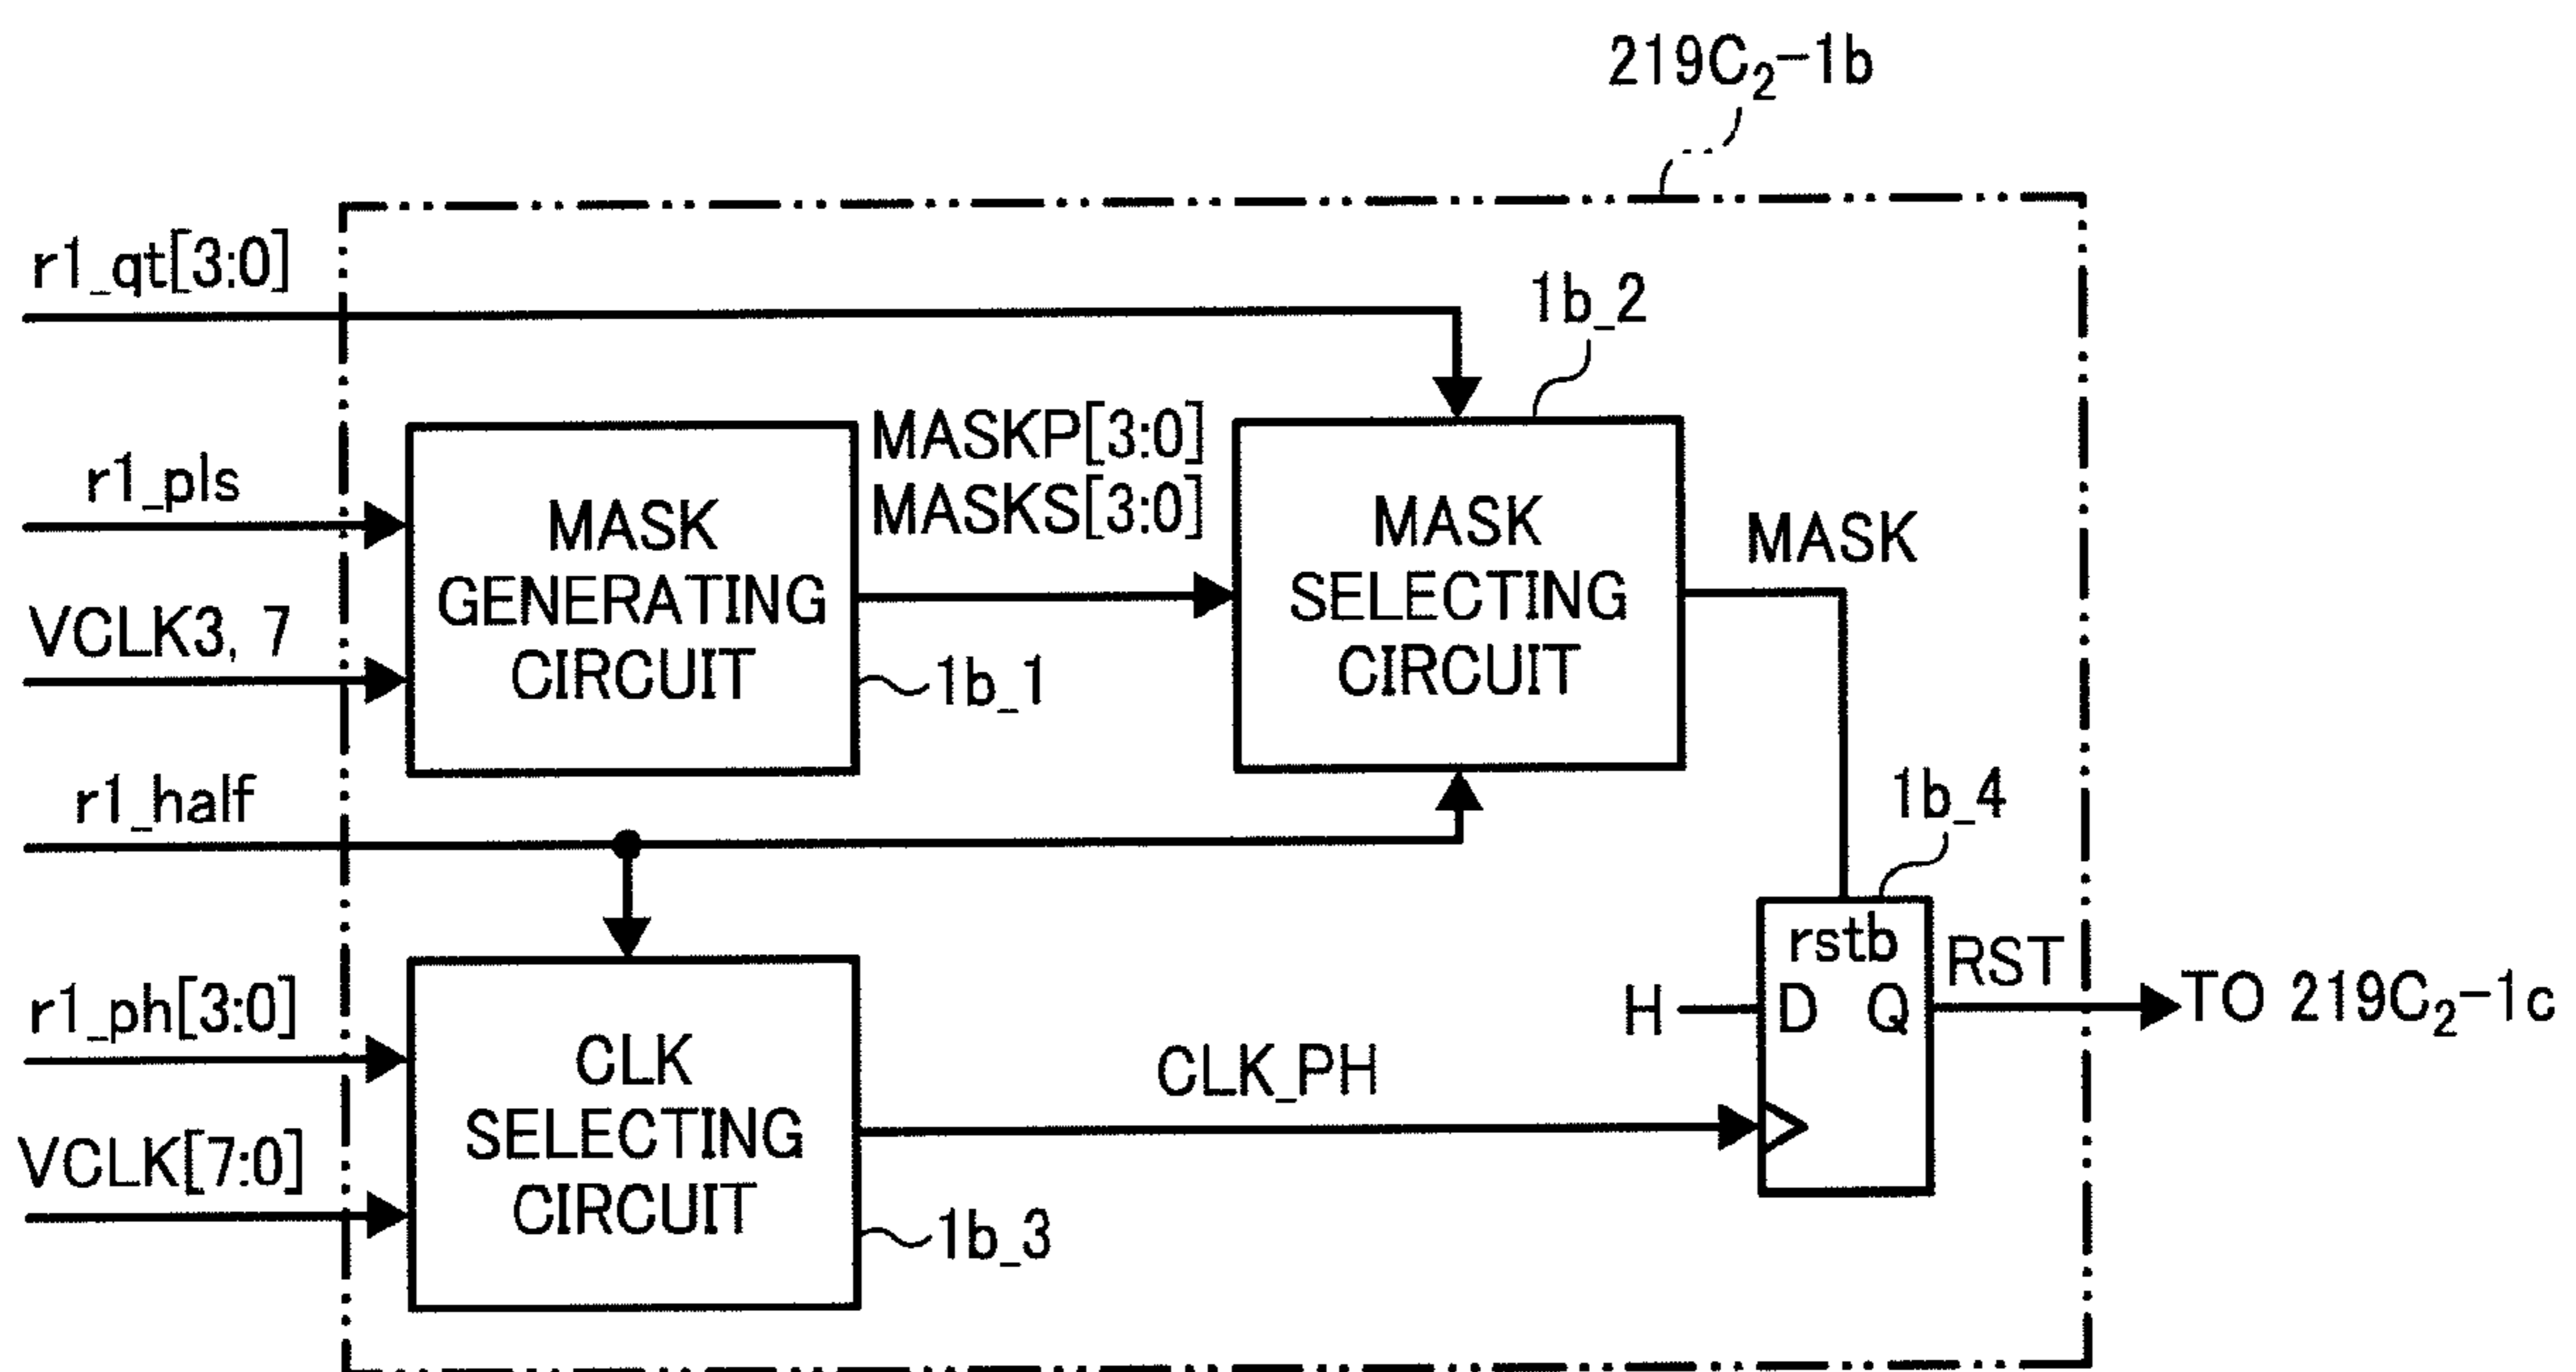 219C₂-1b
r1_qt[3:0]
1b_2
r1_pls
MASKP[3:0]
MASKS[3:0]
MASK
GENERATING
CIRCUIT
MASK
SELECTING
CIRCUIT
MASK
VCLK3, 7
1b_1
r1_half
1b_4
rstb
D Q
H
RST
TO 219C₂-1c
r1_ph[3:0]
CLK
SELECTING
CIRCUIT
CLK_PH
VCLK[7:0]
1b_3